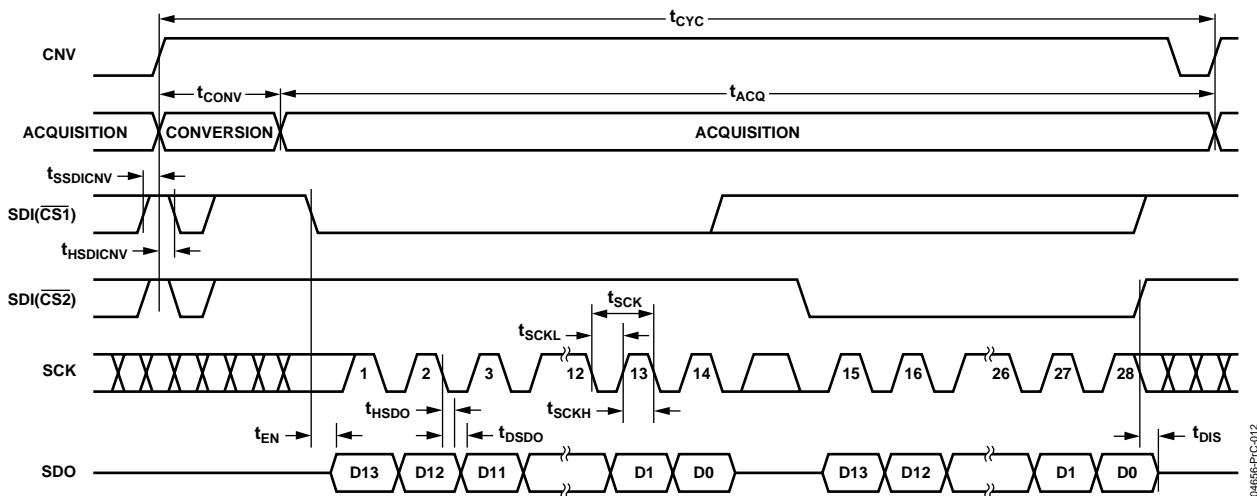 tCYC
CNV
tCONV
tACQ
ACQUISITION CONVERSION ACQUISITION
tSSDICNV
SDI(CS1)
tHSDICNV
SDI(CS2)
tSCK
tSCKL
SCK 1 2 3 12 13 14 15 16 26 27 28
tHSDO
tSCKH
tEN
tDSDO
tDIS
SDO D13 D12 D11 D1 D0 D13 D12 D1 D0
04656-PrC-012